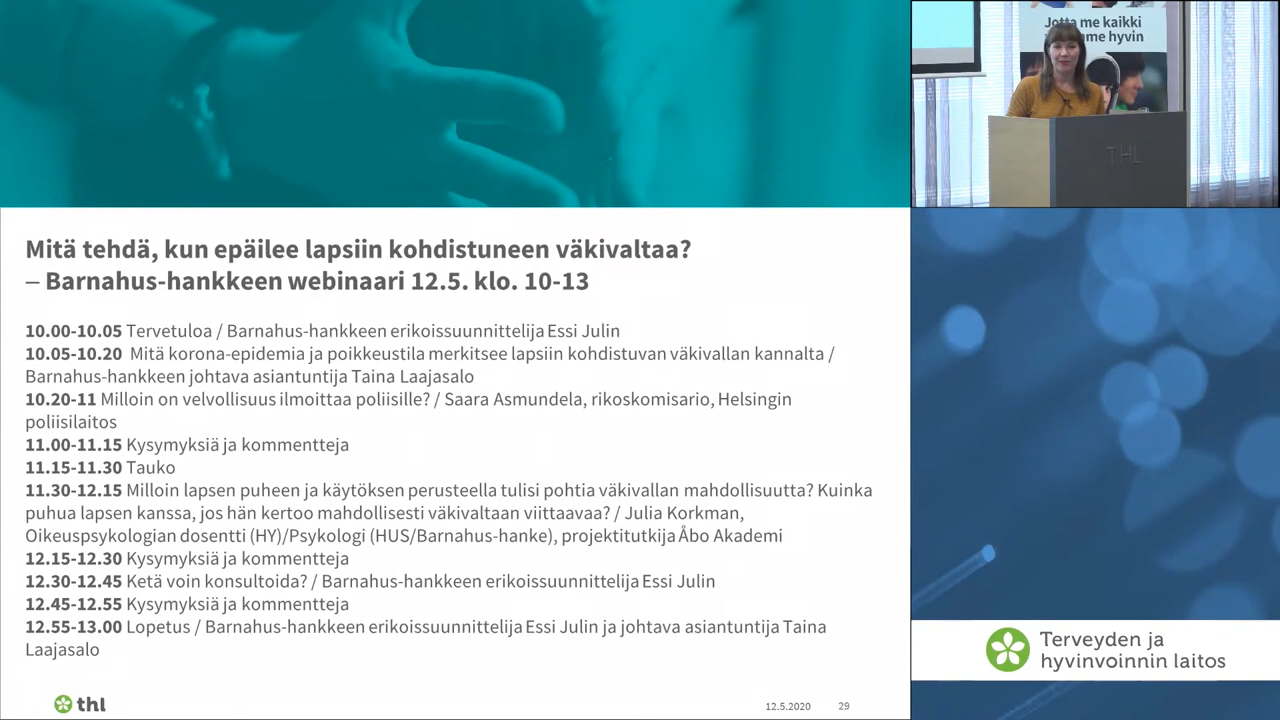 Jotta me kaikki
hyvin
THL
Mitä tehdä, kun epäilee lapsiin kohdistuneen väkivaltaa?
– Barnahus-hankkeen webinaari 12.5. klo. 10-13
10.00-10.05 Tervetuloa / Barnahus-hankkeen erikoissuunnittelija Essi Julin
10.05-10.20 Mitä korona-epidemia ja poikkeustila merkitsee lapsiin kohdistuvan väkivallan kannalta /
Barnahus-hankkeen johtava asiantuntija Taina Laajasalo
10.20-11 Milloin on velvollisuus ilmoittaa poliisille? / Saara Asmundela, rikoskomisario, Helsingin
poliisilaitos
11.00-11.15 Kysymyksiä ja kommentteja
11.15-11.30 Tauko
11.30-12.15 Milloin lapsen puheen ja käytöksen perusteella tulisi pohtia väkivallan mahdollisuutta? Kuinka
puhua lapsen kanssa, jos hän kertoo mahdollisesti väkivaltaan viittaavaa? / Julia Korkman,
Oikeuspsykologian dosentti (HY)/Psykologi (HUS/Barnahus-hanke), projektitutkija Åbo Akademi
12.15-12.30 Kysymyksiä ja kommentteja
12.30-12.45 Ketä voin konsultoida? / Barnahus-hankkeen erikoissuunnittelija Essi Julin
12.45-12.55 Kysymyksiä ja kommentteja
12.55-13.00 Lopetus / Barnahus-hankkeen erikoissuunnittelija Essi Julin ja johtava asiantuntija Taina
Laajasalo
thl
12.5.2020 29
Terveyden ja
hyvinvoinnin laitos